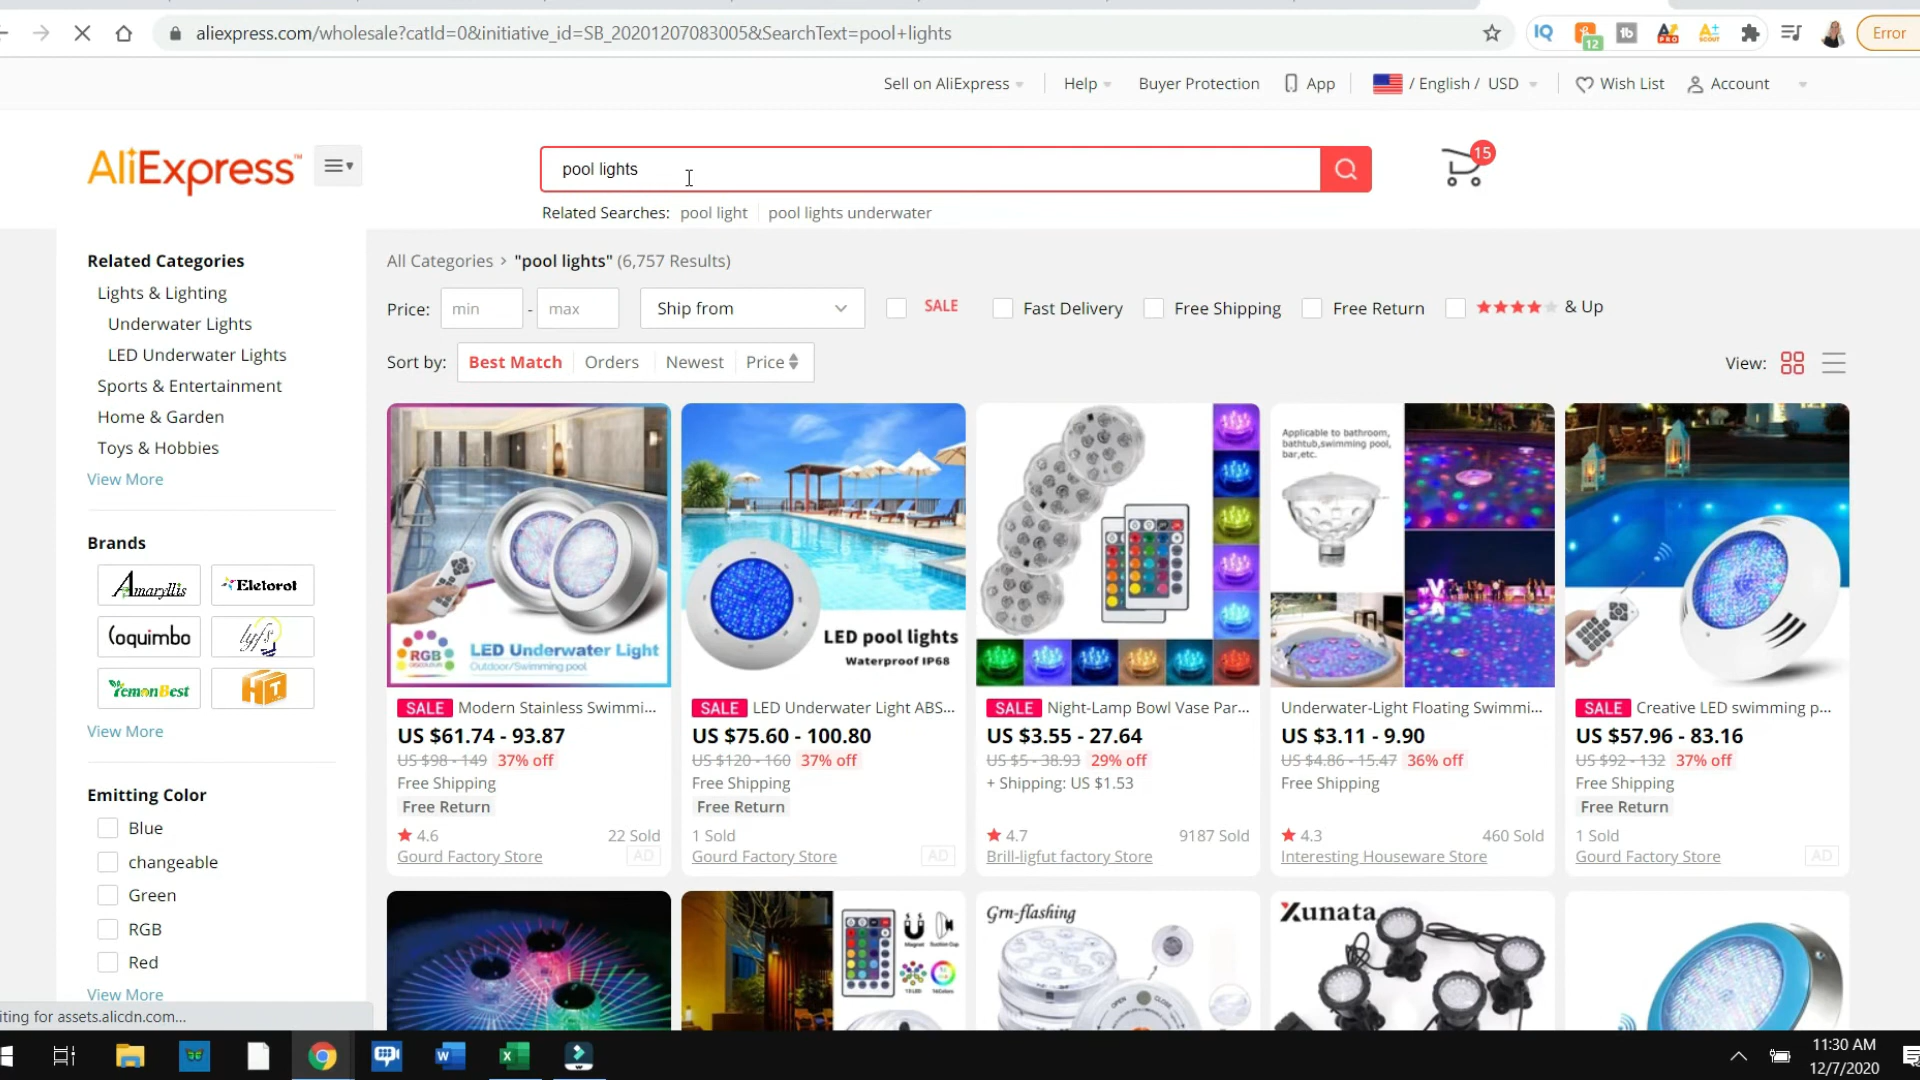 aliexpress.com/wholesale?catId=0&initiative_id=SB_20201207083005&SearchText=pool+lights
12
Error
Sell on AliExpress
Help
Buyer Protection
App
/ English / USD
Wish List
Account
AliExpress™
pool lights
15
Related Searches: pool light pool lights underwater
Related Categories
Lights & Lighting
Underwater Lights
LED Underwater Lights
Sports & Entertainment
Home & Garden
Toys & Hobbies
View More
Brands
Amaryllis
Eletorol
Coquimbo
lyfs
YemonBest
HT
View More
Emitting Color
Blue
changeable
Green
RGB
Red
View More
All Categories > "pool lights" (6,757 Results)
Price: min - max Ship from SALE Fast Delivery Free Shipping Free Return & Up
Sort by: Best Match Orders Newest Price
View:
RGB
LED Underwater Light
Outdoor/Swimming pool
SALE Modern Stainless Swimmi...
US $61.74 - 93.87
US $98 - 149 37% off
Free Shipping
Free Return
4.6 22 Sold
Gourd Factory Store AD
LED pool lights
Waterproof IP68
SALE LED Underwater Light ABS...
US $75.60 - 100.80
US $120 - 160 37% off
Free Shipping
Free Return
1 Sold
Gourd Factory Store AD
SALE Night-Lamp Bowl Vase Par...
US $3.55 - 27.64
US $5 - 38.93 29% off
+ Shipping: US $1.53
4.7 9187 Sold
Brill-ligfut factory Store
Applicable to bathroom,
bathtub,swimming pool,
bar,etc.
Underwater-Light Floating Swimmi...
US $3.11 - 9.90
US $4.86 - 15.47 36% off
Free Shipping
4.3 460 Sold
Interesting Houseware Store
SALE Creative LED swimming p...
US $57.96 - 83.16
US $92 - 132 37% off
Free Shipping
Free Return
1 Sold
Gourd Factory Store AD
Magnet
Suction Cup
Grn-flashing
OPEN CLOSE
Xunata
iting for assets.alicdn.com...
11:30 AM
12/7/2020